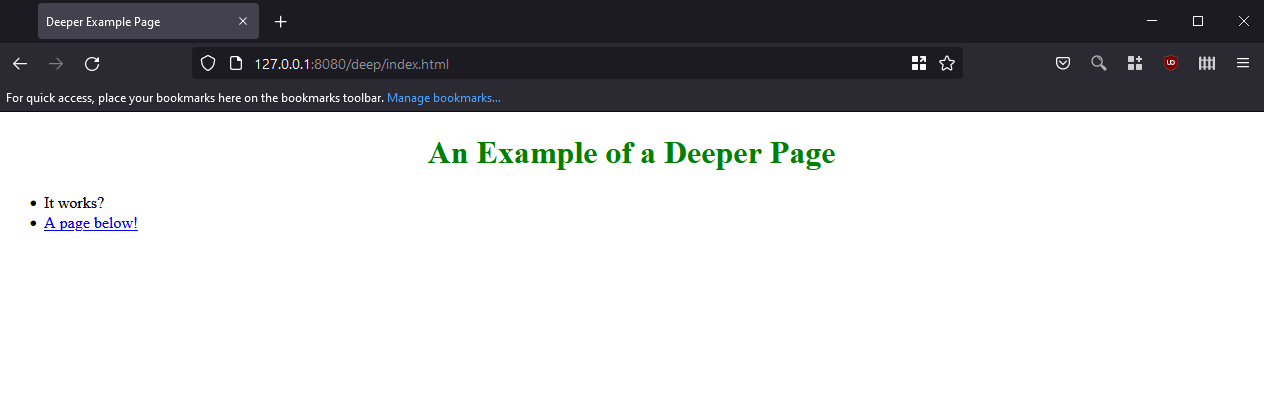 Deeper Example Page
127.0.0.1:8080/deep/index.html
For quick access, place your bookmarks here on the bookmarks toolbar. Manage bookmarks...
An Example of a Deeper Page
It works?
A page below!